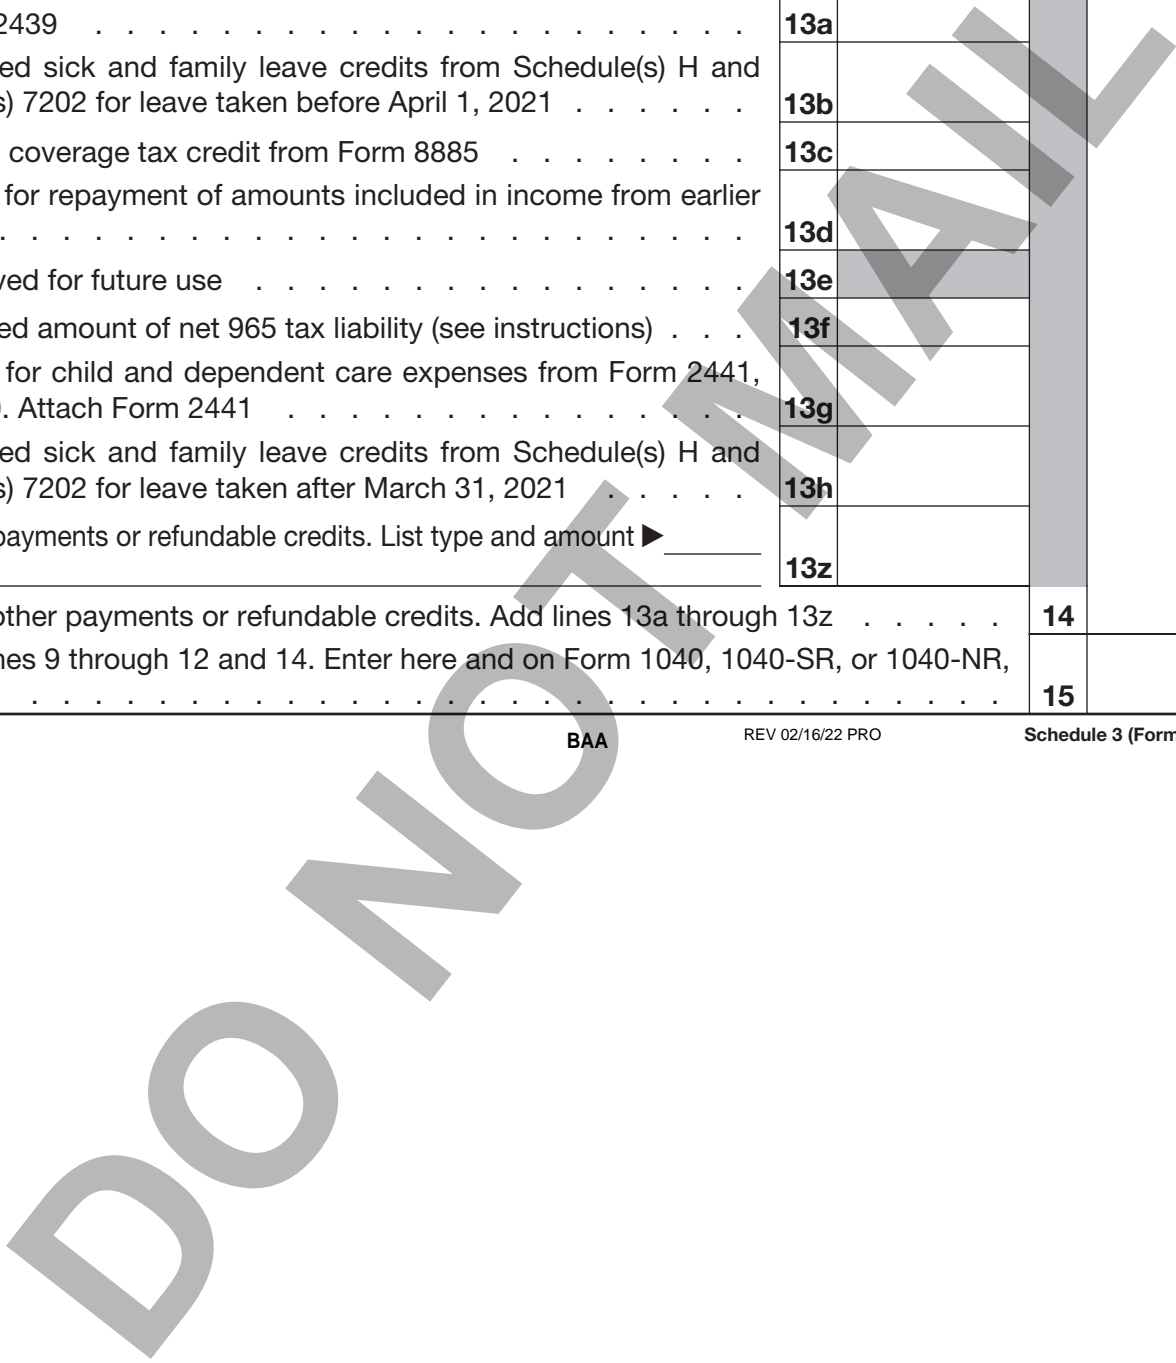 2439 . . . . . . . . . . . . . . . . . . . . . 13a
ed sick and family leave credits from Schedule(s) H and
s) 7202 for leave taken before April 1, 2021 . . . . . . 13b
coverage tax credit from Form 8885 . . . . . . . . 13c
for repayment of amounts included in income from earlier
. . . . . . . . . . . . . . . . . . . . . . . . 13d
ved for future use . . . . . . . . . . . . . . . . 13e
ed amount of net 965 tax liability (see instructions) . . . 13f
for child and dependent care expenses from Form 2441,
. Attach Form 2441 . . . . . . . . . . . . . . . 13g
ed sick and family leave credits from Schedule(s) H and
s) 7202 for leave taken after March 31, 2021 . . . . . 13h
payments or refundable credits. List type and amount ▶
13z
other payments or refundable credits. Add lines 13a through 13z . . . . . 14
nes 9 through 12 and 14. Enter here and on Form 1040, 1040-SR, or 1040-NR,
. . . . . . . . . . . . . . . . . . . . . . . . . . . . . . . 15
BAA REV 02/16/22 PRO Schedule 3 (Form
DO NOT MAIL